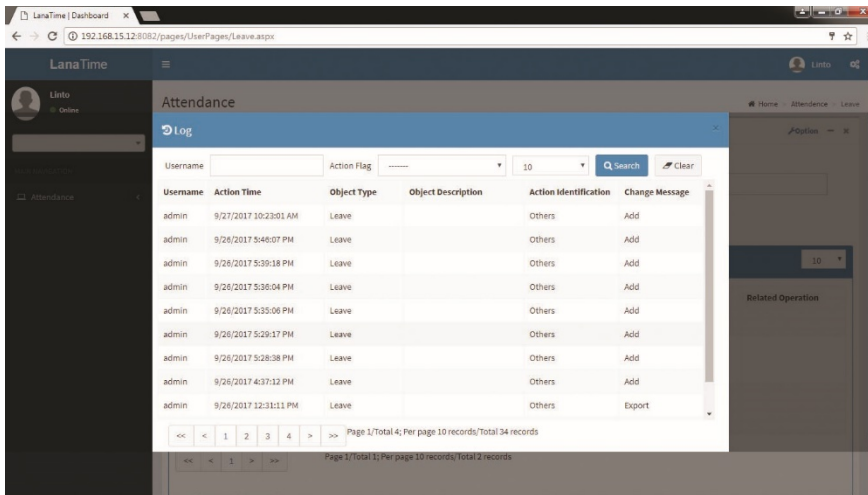 LanaTime | Dashboard
192.168.15.12:8082/pages/UserPages/Leave.aspx
LanaTime
Linto
Linto
Online
Attendance
Home > Attendence > Leave
Log
Option
Username
Action Flag
-------
10
Search
Clear
Username Action Time Object Type Object Description Action Identification Change Message
admin 9/27/2017 10:23:01 AM Leave Others Add
admin 9/26/2017 5:46:07 PM Leave Others Add
admin 9/26/2017 5:39:18 PM Leave Others Add
admin 9/26/2017 5:36:04 PM Leave Others Add
admin 9/26/2017 5:35:06 PM Leave Others Add
admin 9/26/2017 5:29:17 PM Leave Others Add
admin 9/26/2017 5:28:38 PM Leave Others Add
admin 9/26/2017 4:37:12 PM Leave Others Add
admin 9/26/2017 12:31:11 PM Leave Others Export
<< < 1 2 3 4 > >> Page 1/Total 4; Per page 10 records/Total 34 records
Attendance
10
Related Operation
<< < 1 > >> Page 1/Total 1; Per page 10 records/Total 2 records